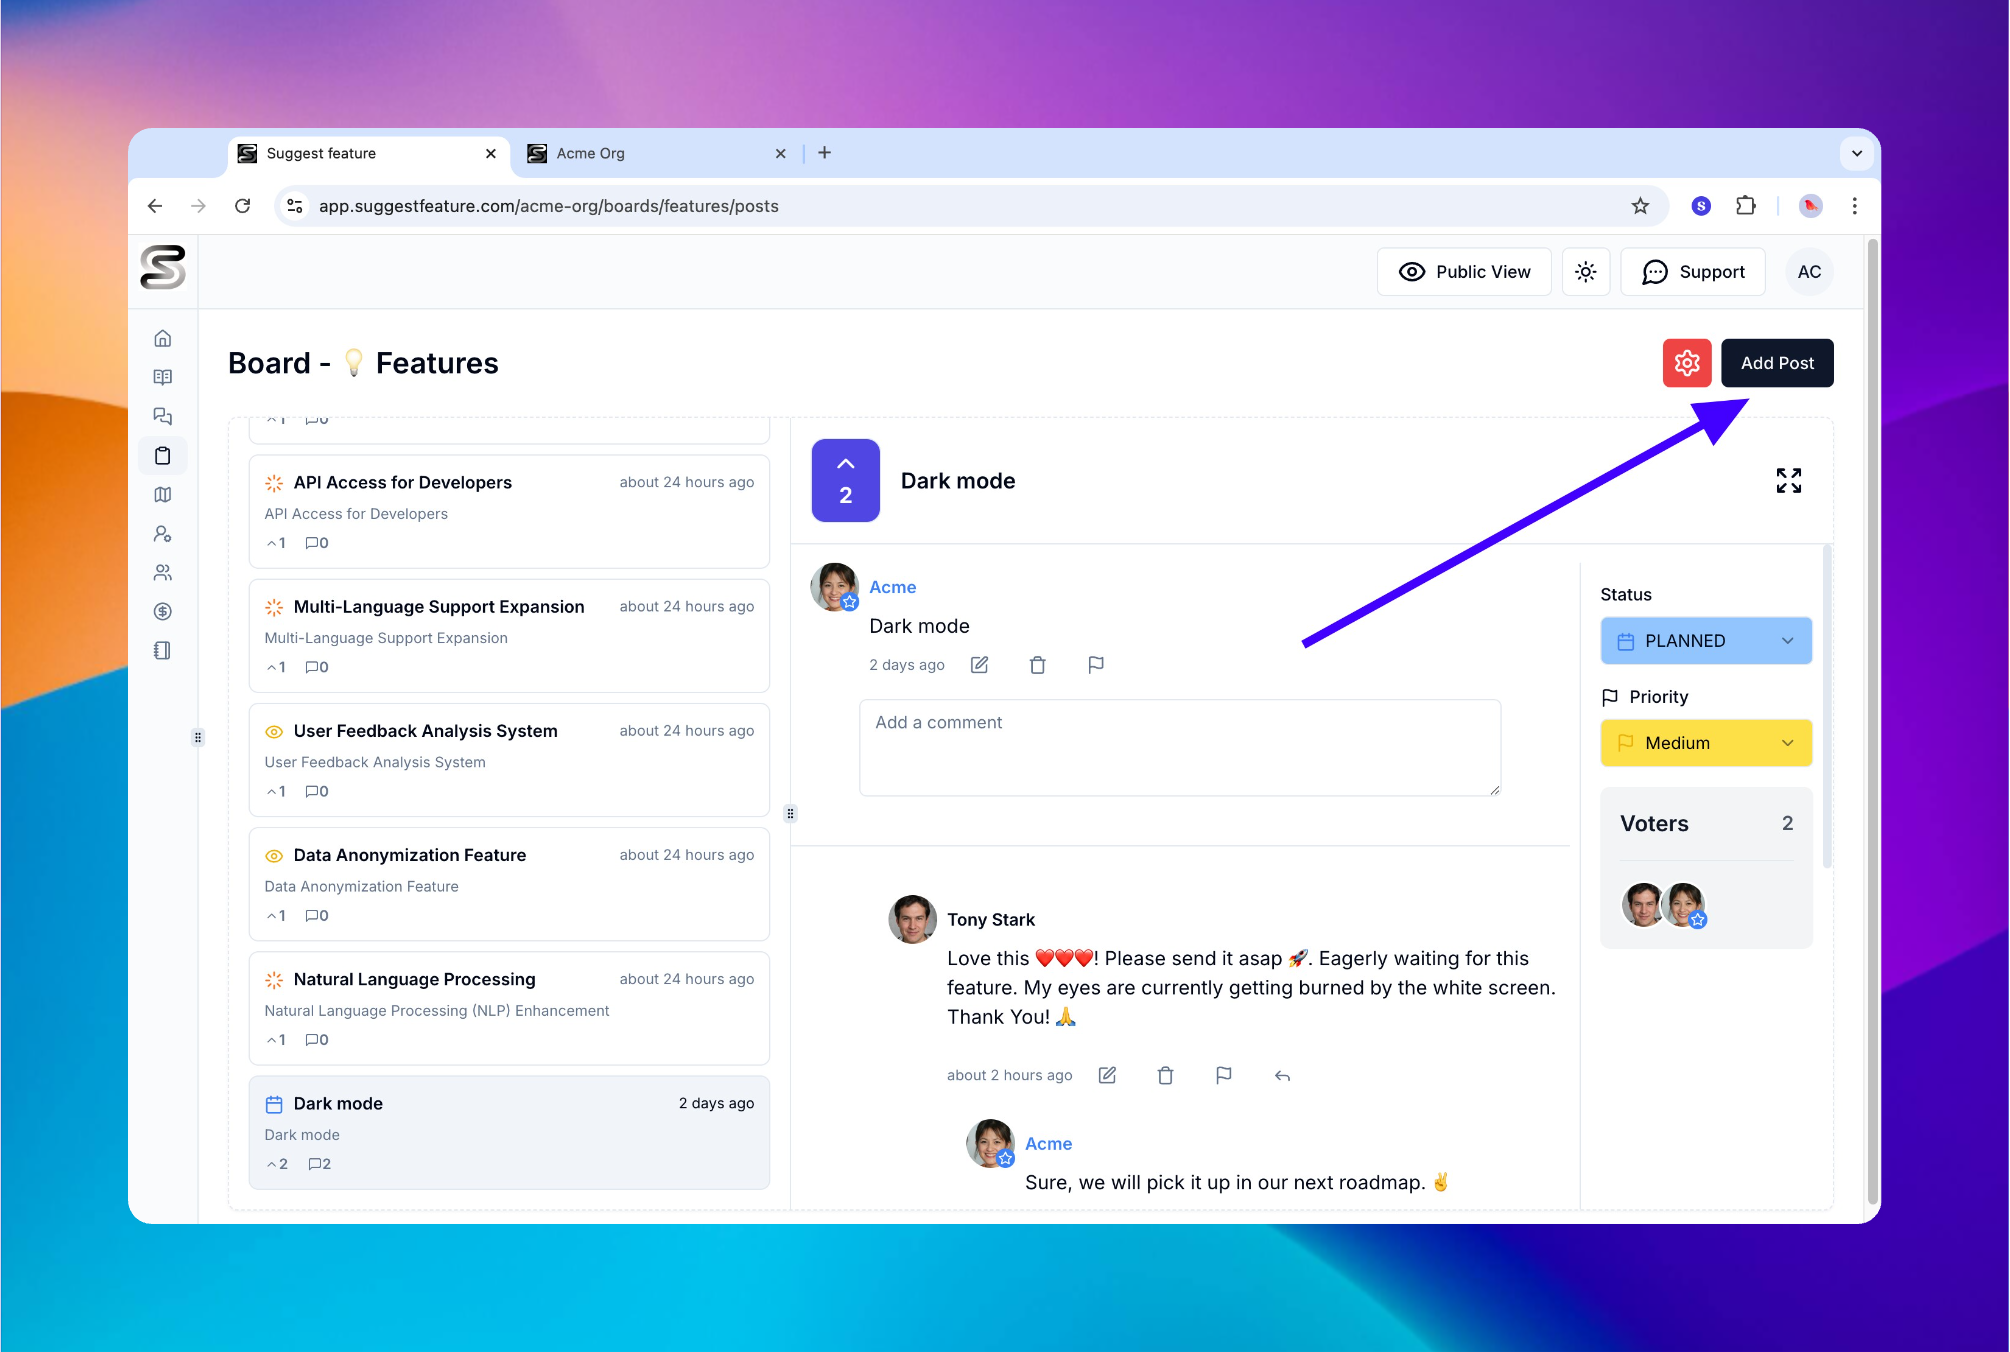 Suggest feature
Acme Org
app.suggestfeature.com/acme-org/boards/features/posts
S
Public View
Support
AC
Board - 💡 Features
Add Post
1 0
API Access for Developers about 24 hours ago
API Access for Developers
1 0
Multi-Language Support Expansion about 24 hours ago
Multi-Language Support Expansion
1 0
User Feedback Analysis System about 24 hours ago
User Feedback Analysis System
1 0
Data Anonymization Feature about 24 hours ago
Data Anonymization Feature
1 0
Natural Language Processing about 24 hours ago
Natural Language Processing (NLP) Enhancement
1 0
Dark mode 2 days ago
Dark mode
2 2
2
Dark mode
Acme
Dark mode
2 days ago
Add a comment
Tony Stark
Love this ❤️❤️❤️! Please send it asap 🚀. Eagerly waiting for this
feature. My eyes are currently getting burned by the white screen.
Thank You! 🙏
about 2 hours ago
Acme
Sure, we will pick it up in our next roadmap. ✌️
Status
PLANNED
Priority
Medium
Voters 2